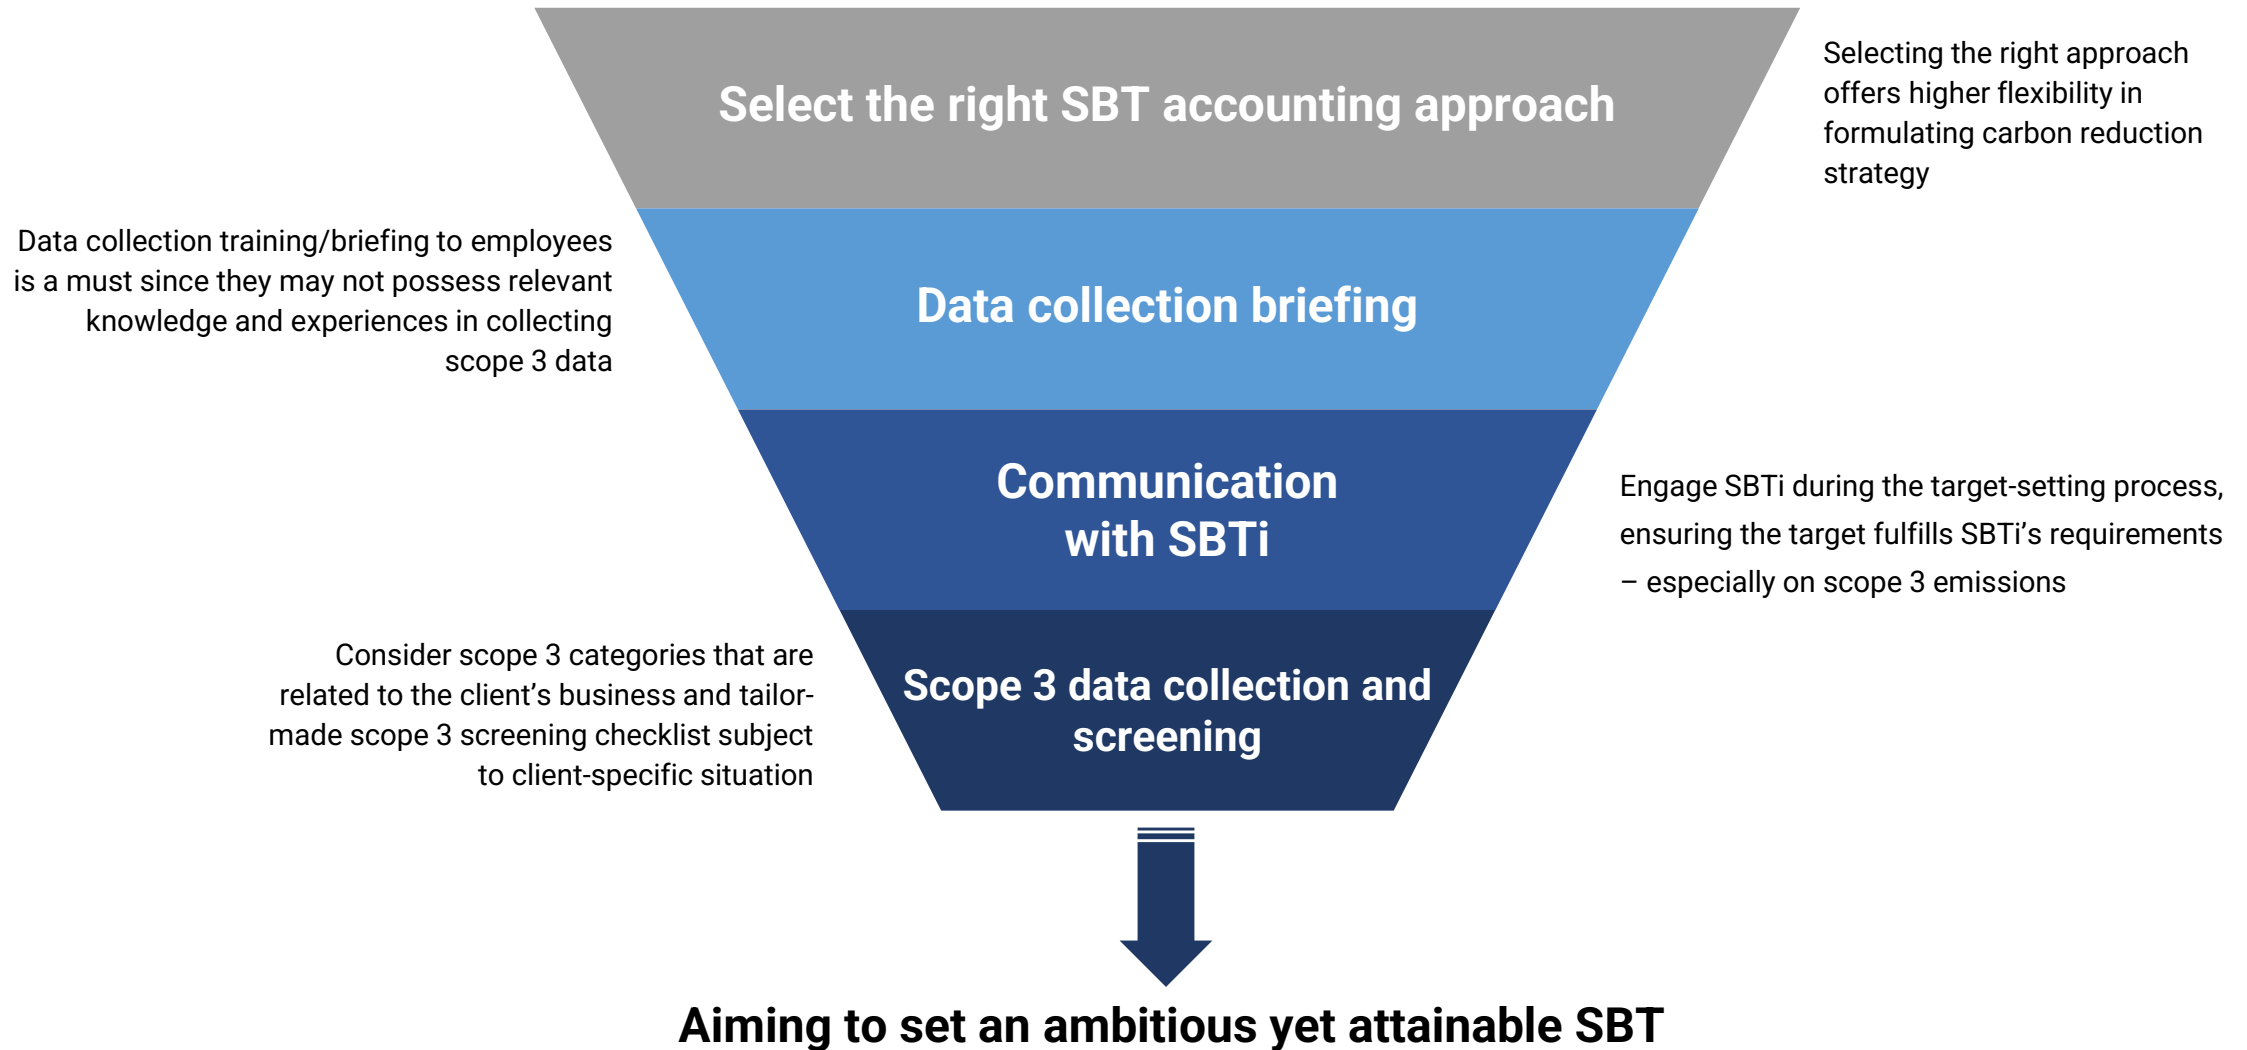 Select the right SBT accounting approach
Selecting the right approach
offers higher flexibility in
formulating carbon reduction
strategy
Data collection training/briefing to employees
is a must since they may not possess relevant
knowledge and experiences in collecting
scope 3 data
Data collection briefing
Communication
with SBTi
Engage SBTi during the target-setting process,
ensuring the target fulfills SBTi’s requirements
– especially on scope 3 emissions
Consider scope 3 categories that are
related to the client’s business and tailor-
made scope 3 screening checklist subject
to client-specific situation
Scope 3 data collection and
screening
Aiming to set an ambitious yet attainable SBT